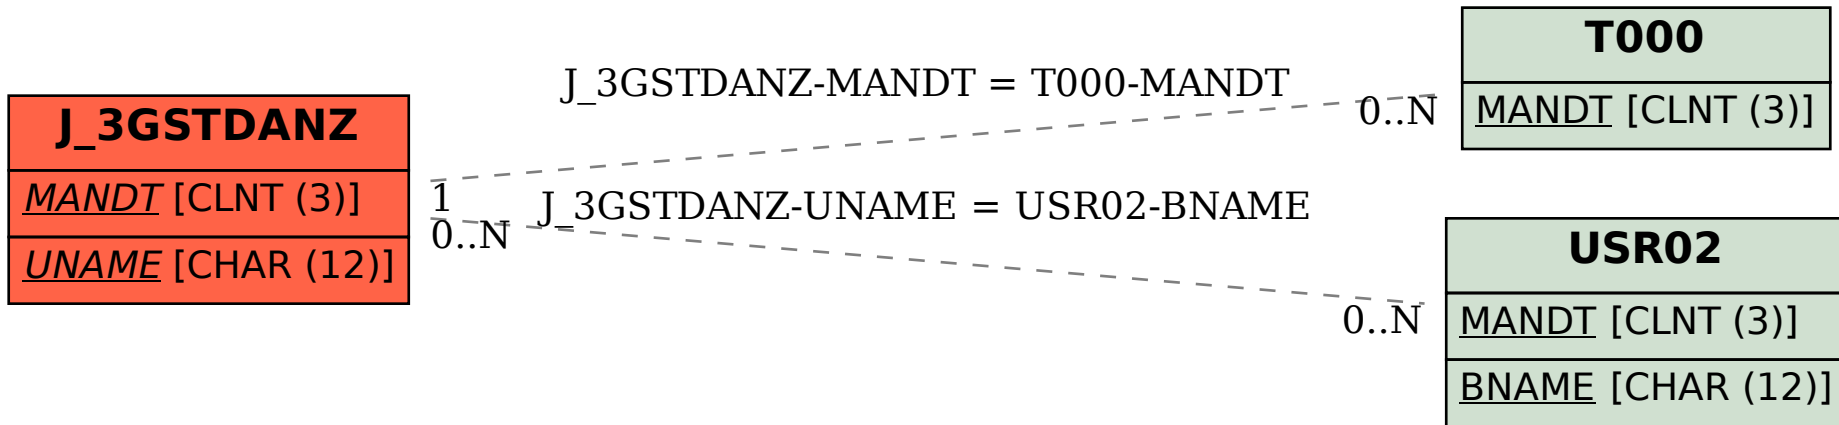 J_3GSTDANZ
MANDT [CLNT (3)]
UNAME [CHAR (12)]
J_3GSTDANZ-MANDT = T000-MANDT
1
0..N
J_3GSTDANZ-UNAME = USR02-BNAME
0..N
0..N
T000
MANDT [CLNT (3)]
USR02
MANDT [CLNT (3)]
BNAME [CHAR (12)]